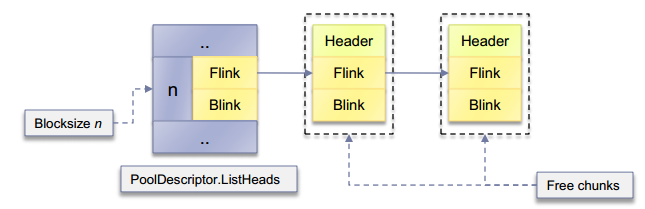 ..
n
Flink
Blink
..
Header
Flink
Blink
Header
Flink
Blink
Blocksize n
PoolDescriptor.ListHeads
Free chunks